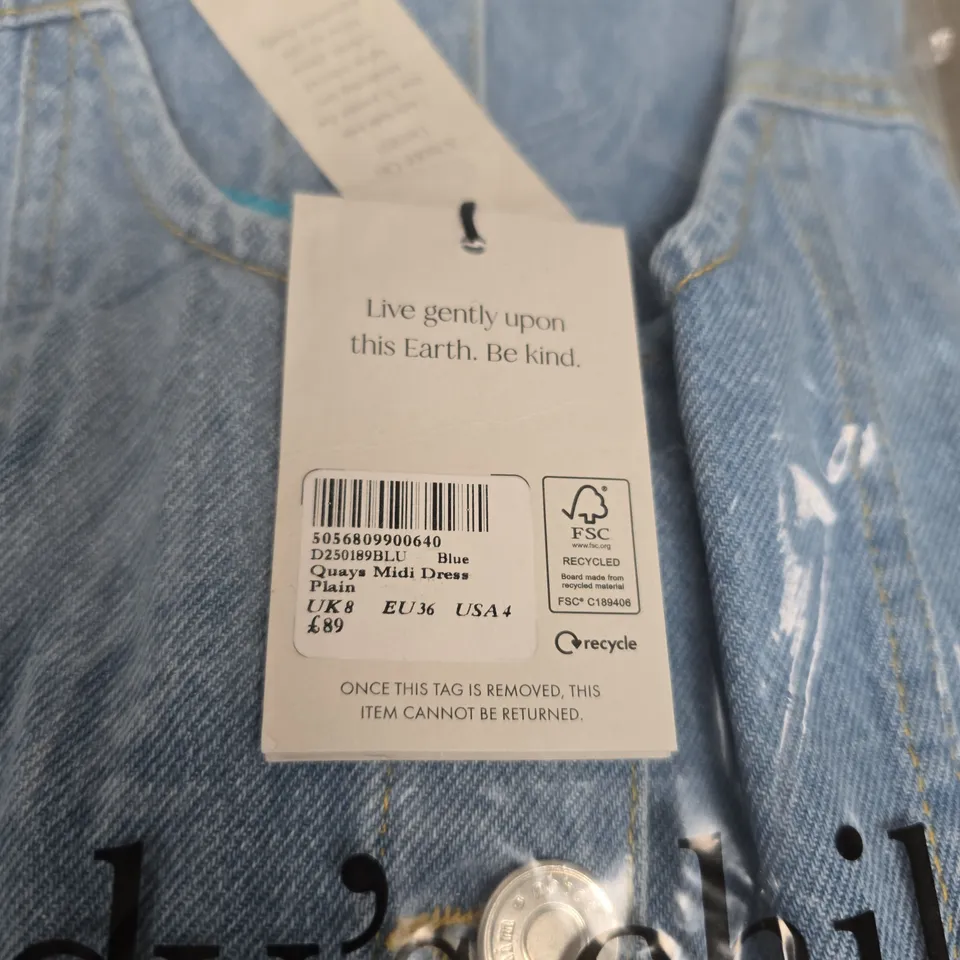 Live gently upon
this Earth. Be kind.
5056809900640
D250189BLU Blue
Quays Midi Dress
Plain
UK 8 EU 36 USA 4
£89
FSC®
www.fsc.org
RECYCLED
Board made from
recycled material
FSC® C189406
recycle
ONCE THIS TAG IS REMOVED, THIS
ITEM CANNOT BE RETURNED.
dy's chil